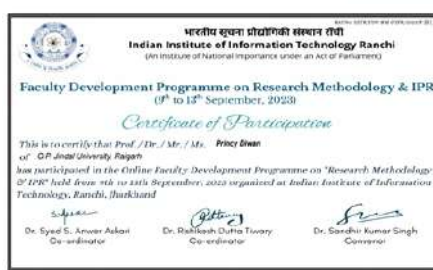 भारतीय सूचना प्रौद्योगिकी संस्थान राँची
Indian Institute of Information Technology Ranchi
(An Institution of National Importance under an Act of Parliament)
Faculty Development Programme on Research Methodology & IPR
(9th to 13th September, 2023)
Certificate of Participation
This is to certify that Prof./Dr./Mr./Ms. Princy Diwan
of O.P. Jindal University, Raigarh
has participated in the Online Faculty Development Programme on "Research Methodology
& IPR" held from 9th to 13th September, 2023 organized at Indian Institute of Information
Technology, Ranchi, Jharkhand
Dr. Syed S. Anwer Askari Dr. Rishikesh Dutta Tiwary Dr. Sandhir Kumar Singh
Co-ordinator Co-ordinator Convenor